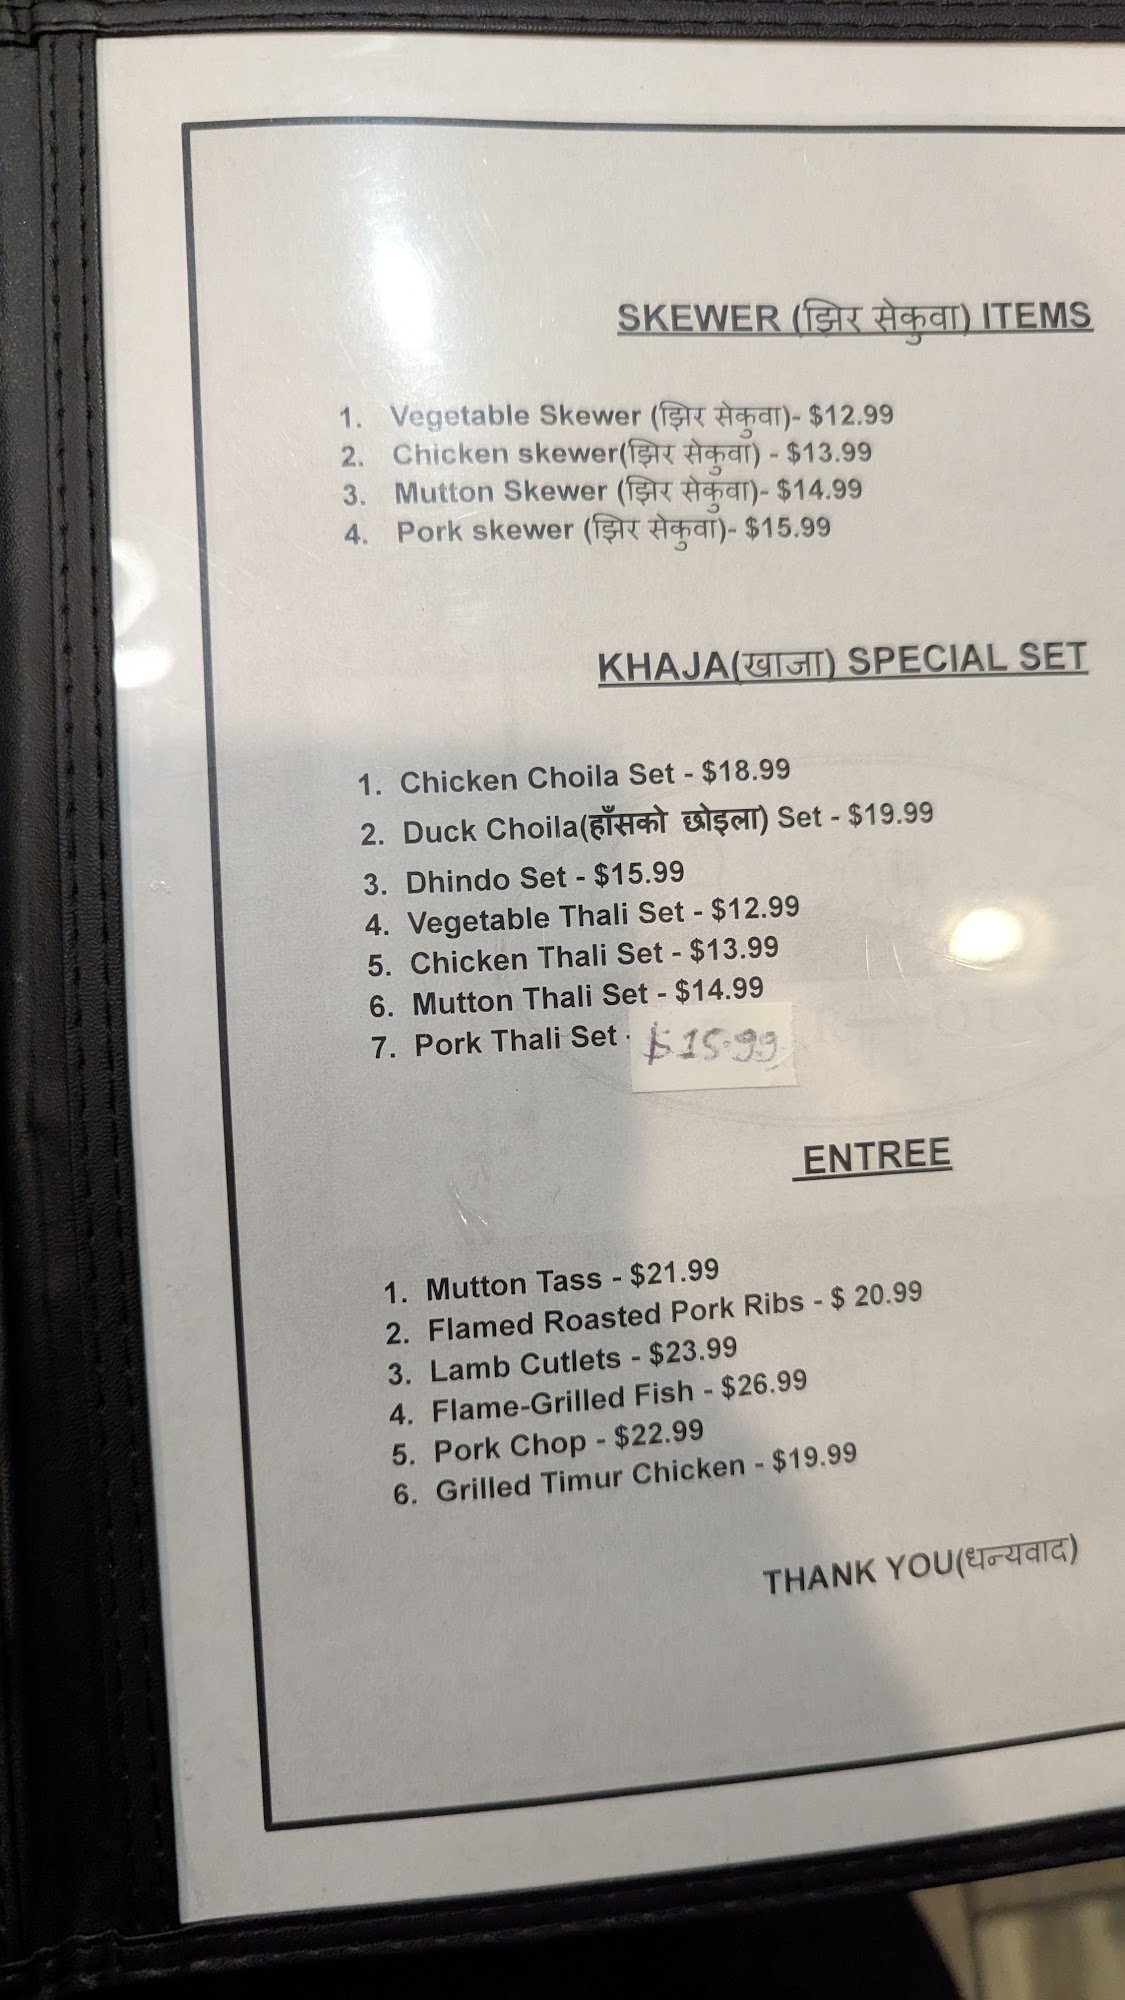 SKEWER (झिर सेकुवा) ITEMS
1. Vegetable Skewer (झिर सेकुवा)- $12.99
2. Chicken skewer(झिर सेकुवा) - $13.99
3. Mutton Skewer (झिर सेकुवा)- $14.99
4. Pork skewer (झिर सेकुवा)- $15.99
KHAJA(खाजा) SPECIAL SET
1. Chicken Choila Set - $18.99
2. Duck Choila(हाँसको छोइला) Set - $19.99
3. Dhindo Set - $15.99
4. Vegetable Thali Set - $12.99
5. Chicken Thali Set - $13.99
6. Mutton Thali Set - $14.99
7. Pork Thali Set - $15.99
ENTREE
1. Mutton Tass - $21.99
2. Flamed Roasted Pork Ribs - $ 20.99
3. Lamb Cutlets - $23.99
4. Flame-Grilled Fish - $26.99
5. Pork Chop - $22.99
6. Grilled Timur Chicken - $19.99
THANK YOU(धन्यवाद)